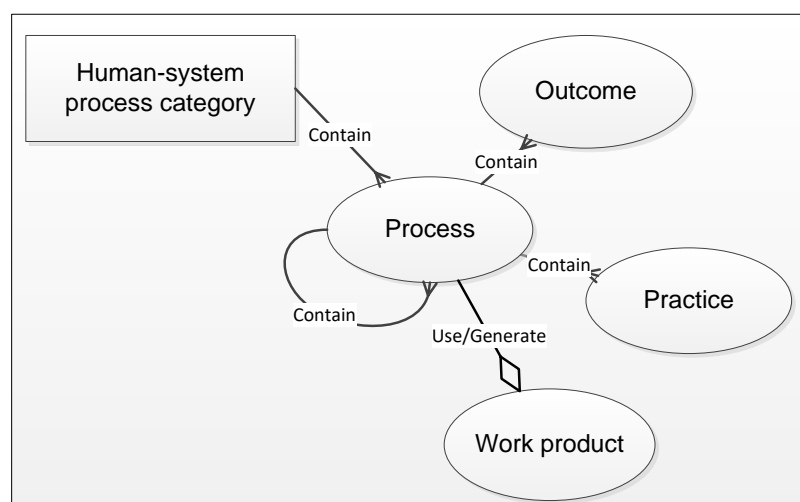 Human-system
process category
Outcome
Contain
Contain
Process
Contain
Practice
Contain
Use/Generate
Work product